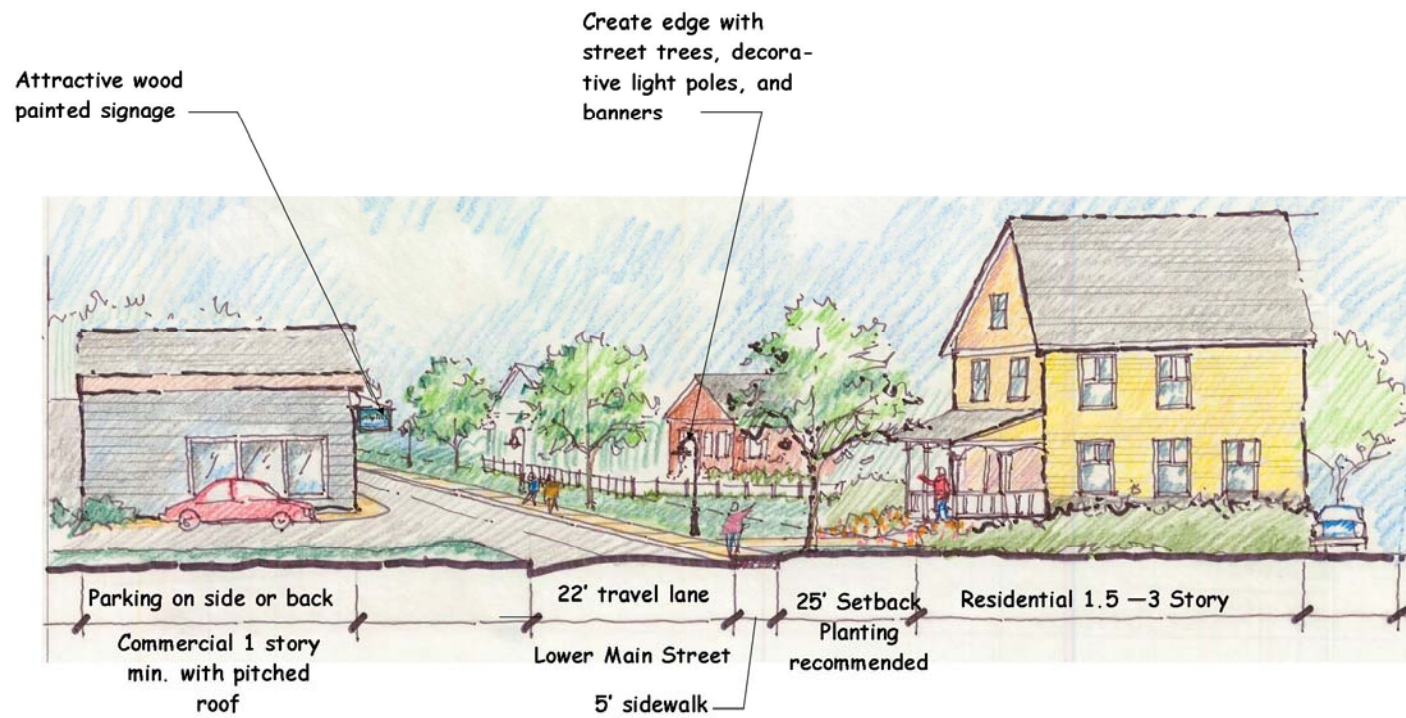 Create edge with
street trees, decora-
tive light poles, and
banners
Attractive wood
painted signage
Parking on side or back
Commercial 1 story
min. with pitched
roof
22' travel lane
Lower Main Street
5' sidewalk
25' Setback
Planting
recommended
Residential 1.5 —3 Story